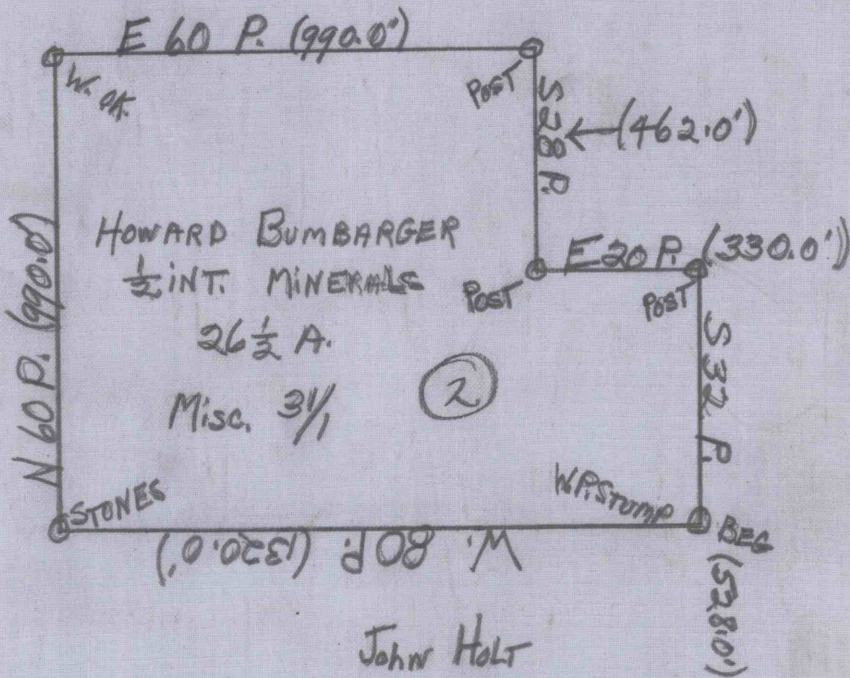 E 60 P. (990.0')
W. OK.
POST
S 28 P.
(462.0')
N 60 P. (990.0')
HOWARD BUMBARGER
½ INT. MINERALS
26 ½ A.
Misc. 31/1
2
POST
E 20 P. (330.0')
POST
S 32 P.
(528.0')
STONES
W.P. STUMP
BEG
W. 80 P. (1320.0')
John HOLT